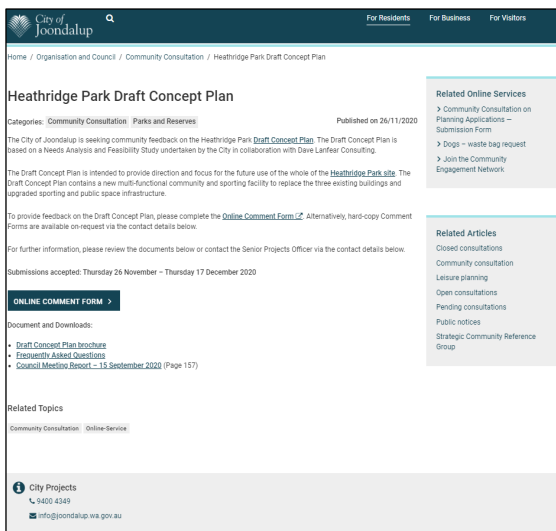 City of
Joondalup
For Residents
For Business
For Visitors
Home / Organisation and Council / Community Consultation / Heathridge Park Draft Concept Plan
Heathridge Park Draft Concept Plan
Categories: Community Consultation Parks and Reserves
Published on 26/11/2020
The City of Joondalup is seeking community feedback on the Heathridge Park Draft Concept Plan. The Draft Concept Plan is
based on a Needs Analysis and Feasibility Study undertaken by the City in collaboration with Dave Lanfear Consulting.
The Draft Concept Plan is intended to provide direction and focus for the future use of the whole of the Heathridge Park site. The
Draft Concept Plan contains a new multi-functional community and sporting facility to replace the three existing buildings and
upgraded sporting and public space infrastructure.
To provide feedback on the Draft Concept Plan, please complete the Online Comment Form. Alternatively, hard-copy Comment
Forms are available on-request via the contact details below.
For further information, please review the documents below or contact the Senior Projects Officer via the contact details below.
Submissions accepted: Thursday 26 November – Thursday 17 December 2020
ONLINE COMMENT FORM >
Document and Downloads:
• Draft Concept Plan brochure
• Frequently Asked Questions
• Council Meeting Report – 15 September 2020 (Page 157)
Related Topics
Community Consultation Online-Service
Related Online Services
> Community Consultation on
Planning Applications —
Submission Form
> Dogs – waste bag request
> Join the Community
Engagement Network
Related Articles
Closed consultations
Community consultation
Leisure planning
Open consultations
Pending consultations
Public notices
Strategic Community Reference
Group
City Projects
9400 4349
info@joondalup.wa.gov.au